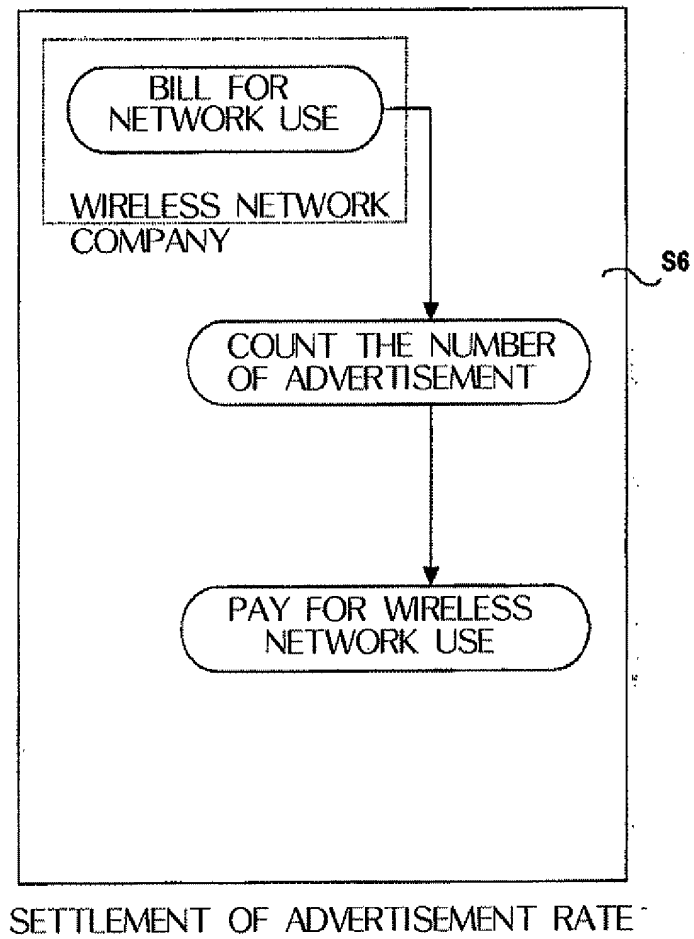 BILL FOR
NETWORK USE
WIRELESS NETWORK
COMPANY
S6
COUNT THE NUMBER
OF ADVERTISEMENT
PAY FOR WIRELESS
NETWORK USE
SETTLEMENT OF ADVERTISEMENT RATE